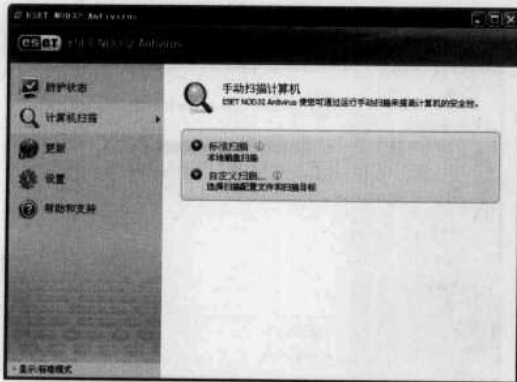 ESET NOD32 Antivirus
eseT ESET NOD32 Antivirus
防护状态
计算机扫描
更新
设置
帮助和支持
手动扫描计算机
ESET NOD32 Antivirus 使您可通过运行手动扫描来提高计算机的安全性。
标准扫描
本地磁盘扫描
自定义扫描...
选择扫描配置文件和扫描目标
显示:标准模式